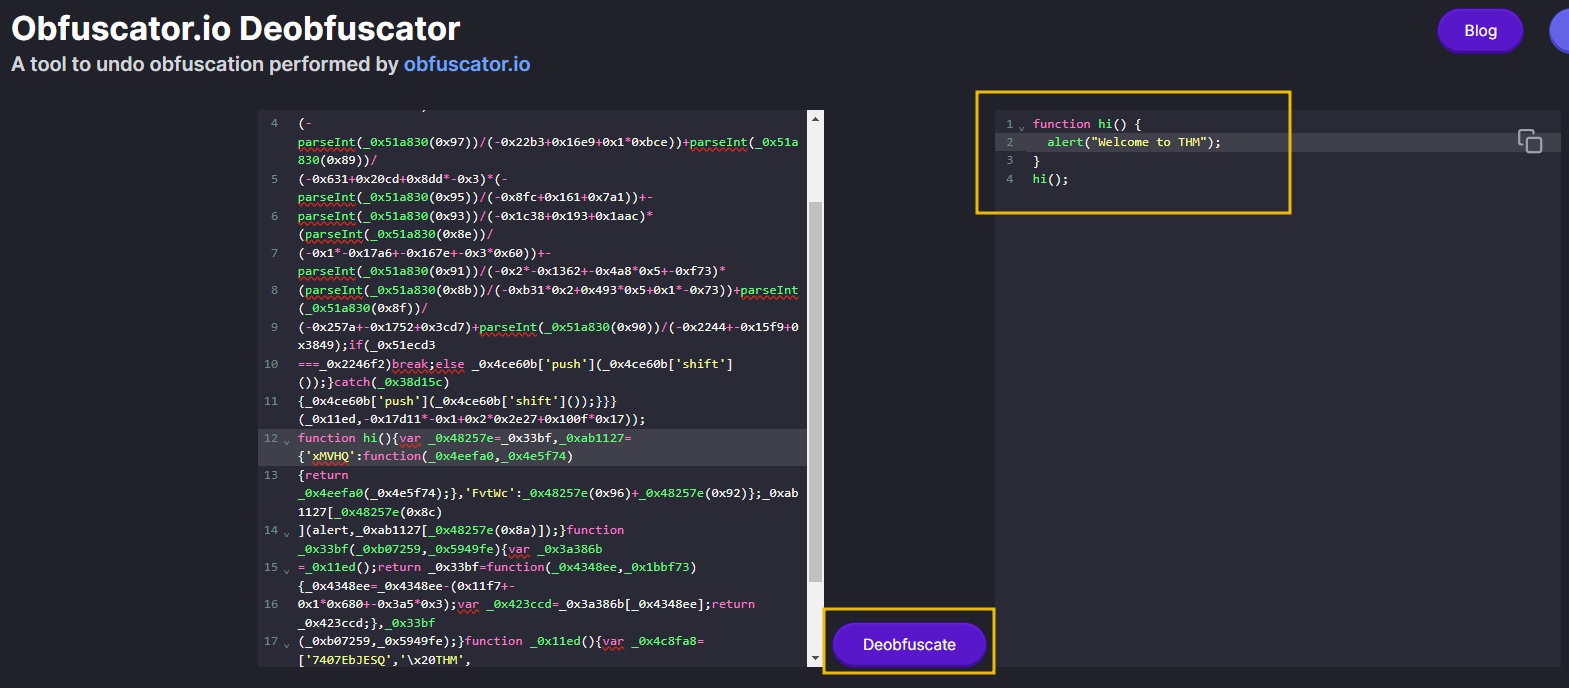 Obfuscator.io Deobfuscator
A tool to undo obfuscation performed by obfuscator.io
Blog
4 (-
parseInt(_0x51a830(0x97))/(-0x22b3+0x16e9+0x1*0xbce))+parseInt(_0x51a
830(0x89))/
5 (-0x631+0x20cd+0x8dd*-0x3)*(-
parseInt(_0x51a830(0x95))/(-0x8fc+0x161+0x7a1))+-
6 parseInt(_0x51a830(0x93))/(-0x1c38+0x193+0x1aac)*
(parseInt(_0x51a830(0x8e))/
7 (-0x1*-0x17a6+-0x167e+-0x3*0x60))+-
parseInt(_0x51a830(0x91))/(-0x2*-0x1362+-0x4a8*0x5+-0xf73)*
8 (parseInt(_0x51a830(0x8b))/(-0xb31*0x2+0x493*0x5+0x1*-0x73))+parseInt
(_0x51a830(0x8f))/
9 (-0x257a+-0x1752+0x3cd7)+parseInt(_0x51a830(0x90))/(-0x2244+-0x15f9+0
x3849);if(_0x51ecd3
10 ===_0x2246f2)break;else _0x4ce60b['push'](_0x4ce60b['shift']
());}catch(_0x38d15c)
11 {_0x4ce60b['push'](_0x4ce60b['shift']());}}}
(_0x11ed,-0x17d11*-0x1+0x2*0x2e27+0x100f*0x17));
12 function hi(){var _0x48257e=_0x33bf,_0xab1127=
{'xMVHQ':function(_0x4eefa0,_0x4e5f74)
13 {return
_0x4eefa0(_0x4e5f74);},'FvtWc':_0x48257e(0x96)+_0x48257e(0x92)};_0xab
1127[_0x48257e(0x8c)
14 ](alert,_0xab1127[_0x48257e(0x8a)]);}function
_0x33bf(_0xb07259,_0x5949fe){var _0x3a386b
15 =_0x11ed();return _0x33bf=function(_0x4348ee,_0x1bbf73)
{_0x4348ee=_0x4348ee-(0x11f7+-
16 0x1*0x680+-0x3a5*0x3);var _0x423ccd=_0x3a386b[_0x4348ee];return
_0x423ccd;},_0x33bf
17 (_0xb07259,_0x5949fe);}function _0x11ed(){var _0x4c8fa8=
['7407EbJESQ','\x20THM',
Deobfuscate
1 function hi() {
2 alert("Welcome to THM");
3 }
4 hi();